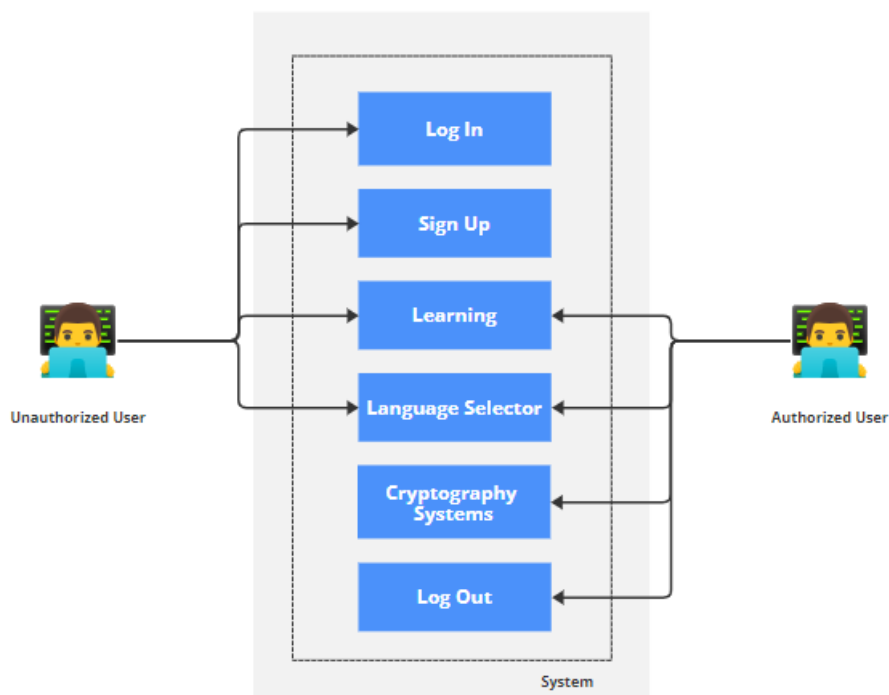 Log In
Sign Up
Learning
Language Selector
Cryptography
Systems
Log Out
Unauthorized User
Authorized User
System